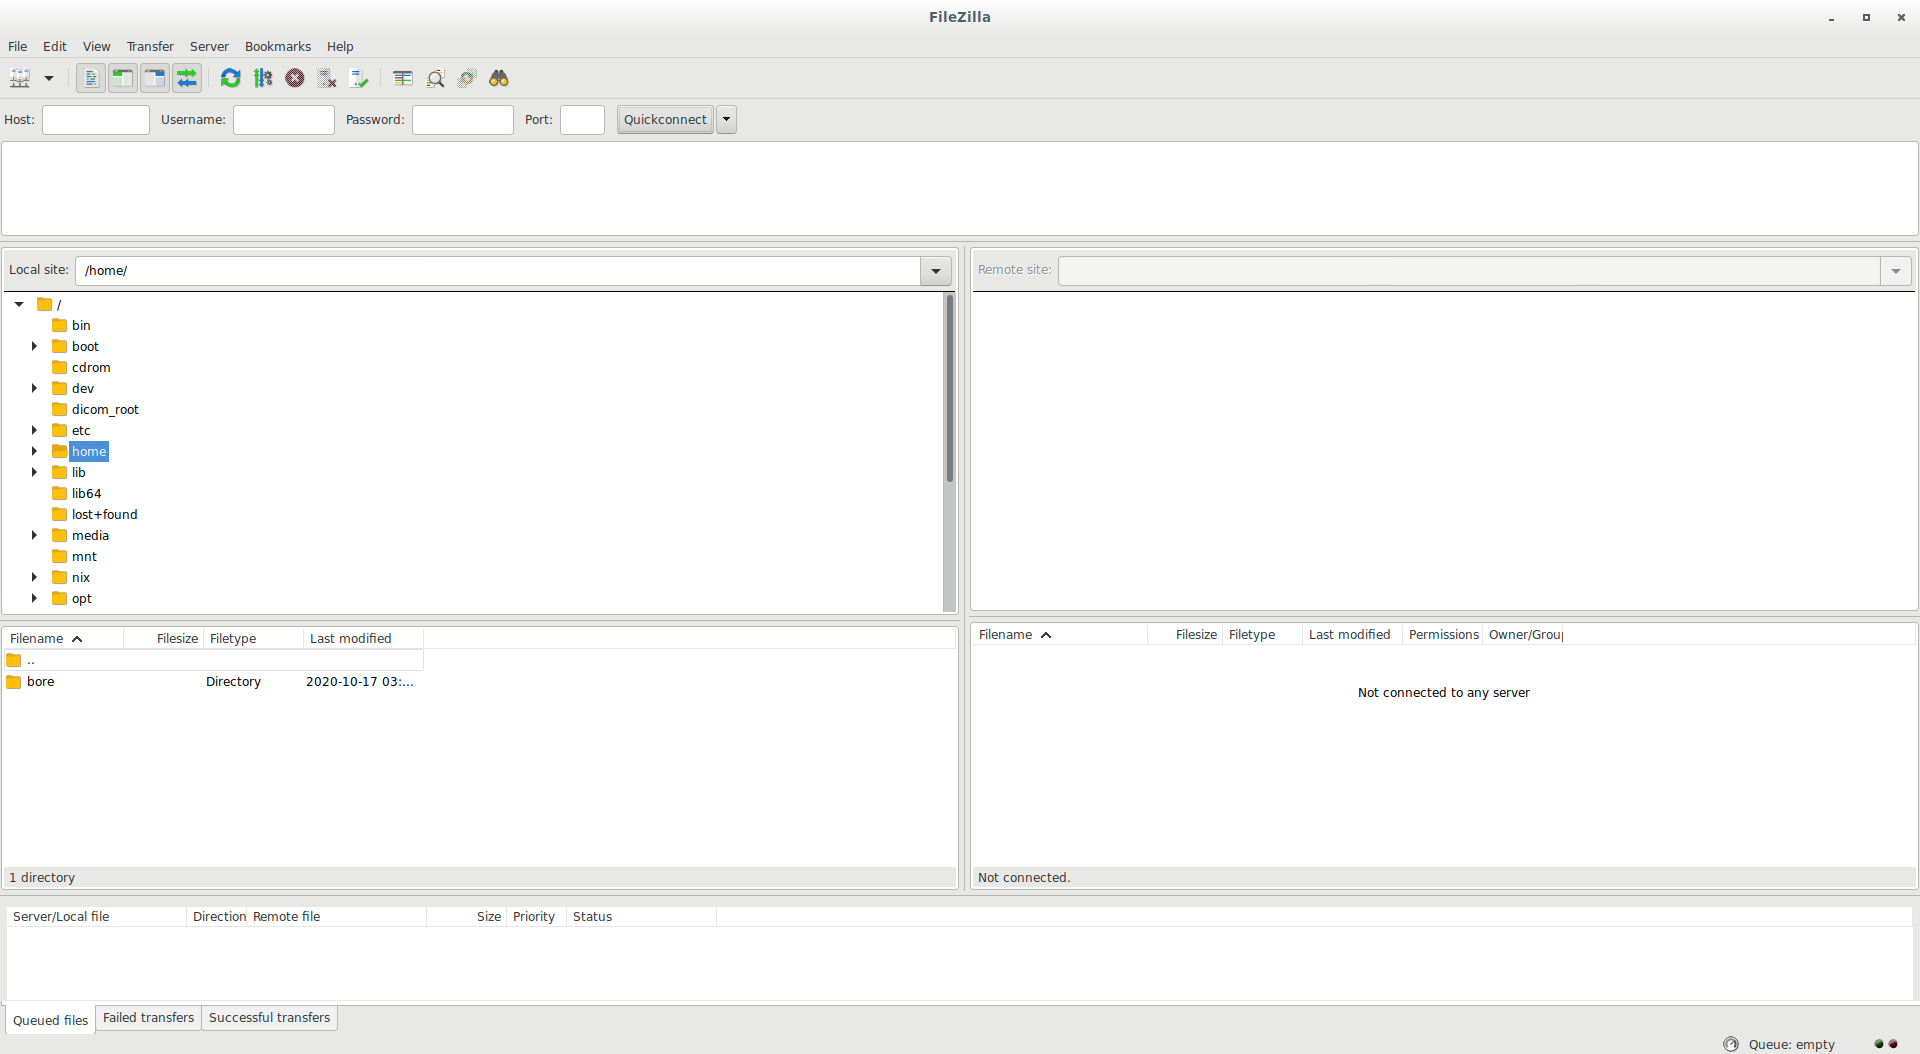 FileZilla
File Edit View Transfer Server Bookmarks Help
Host: Username: Password: Port: Quickconnect
Local site: /home/
Remote site:
/
bin
boot
cdrom
dev
dicom_root
etc
home
lib
lib64
lost+found
media
mnt
nix
opt
Filename Filesize Filetype Last modified
..
bore Directory 2020-10-17 03:...
1 directory
Filename Filesize Filetype Last modified Permissions Owner/Grou
Not connected to any server
Not connected.
Server/Local file Direction Remote file Size Priority Status
Queued files Failed transfers Successful transfers
Queue: empty